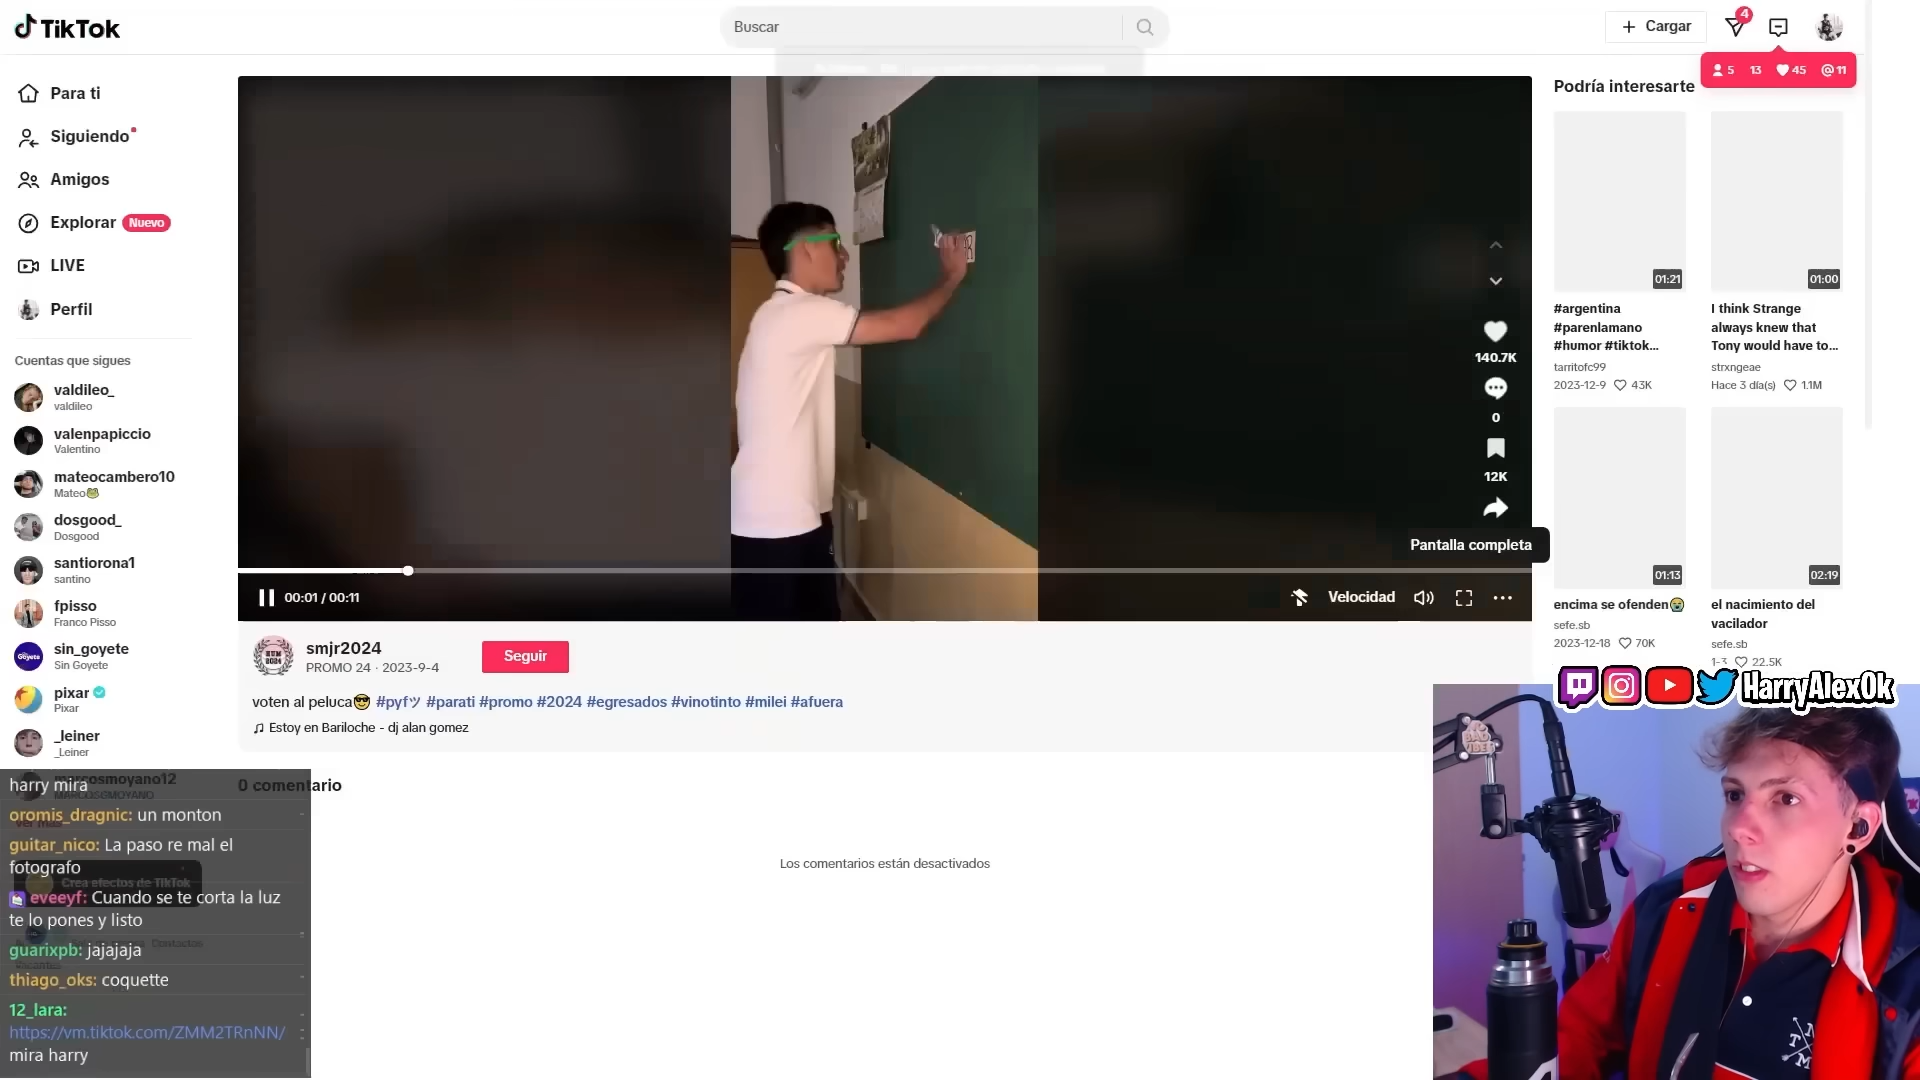 TikTok
Buscar
Cargar
4
5 13 45 @ 11
Para ti
Siguiendo
Amigos
Explorar Nuevo
LIVE
Perfil
Cuentas que sigues
valdileo_
valdileo
valenpapiccio
Valentino
mateocambero10
Mateo🐸
dosgood_
Dosgood
santiorona1
santino
fpisso
Franco Pisso
sin_goyete
Sin Goyete
pixar
Pixar
_leiner
_Leiner
marcosmoyano12
MARCOSMOYANO
140.7K
0
12K
Pantalla completa
00:01 / 00:11
Velocidad
smjr2024
PROMO 24 · 2023-9-4
Seguir
voten al peluca😎 #pyfツ #parati #promo #2024 #egresados #vinotinto #milei #afuera
♫ Estoy en Bariloche - dj alan gomez
0 comentario
Los comentarios están desactivados
Podría interesarte
01:21
#argentina
#parenlamano
#humor #tiktok...
tarritofc99
2023-12-9 43K
01:00
I think Strange
always knew that
Tony would have to...
strxngeae
Hace 3 día(s) 1.1M
01:13
encima se ofenden😭
sefe.sb
2023-12-18 70K
02:19
el nacimiento del
vacilador
sefe.sb
1-3 22.5K
HarryAlexOk
harry mira
oromis_dragnic: un monton
guitar_nico: La paso re mal el
fotografo
Crea efectos de TikTok
eveeyf: Cuando se te corta la luz
te lo pones y listo
guarixpb: jajajaja
thiago_oks: coquette
12_lara:
https://vm.tiktok.com/ZMM2TRnNN/
mira harry